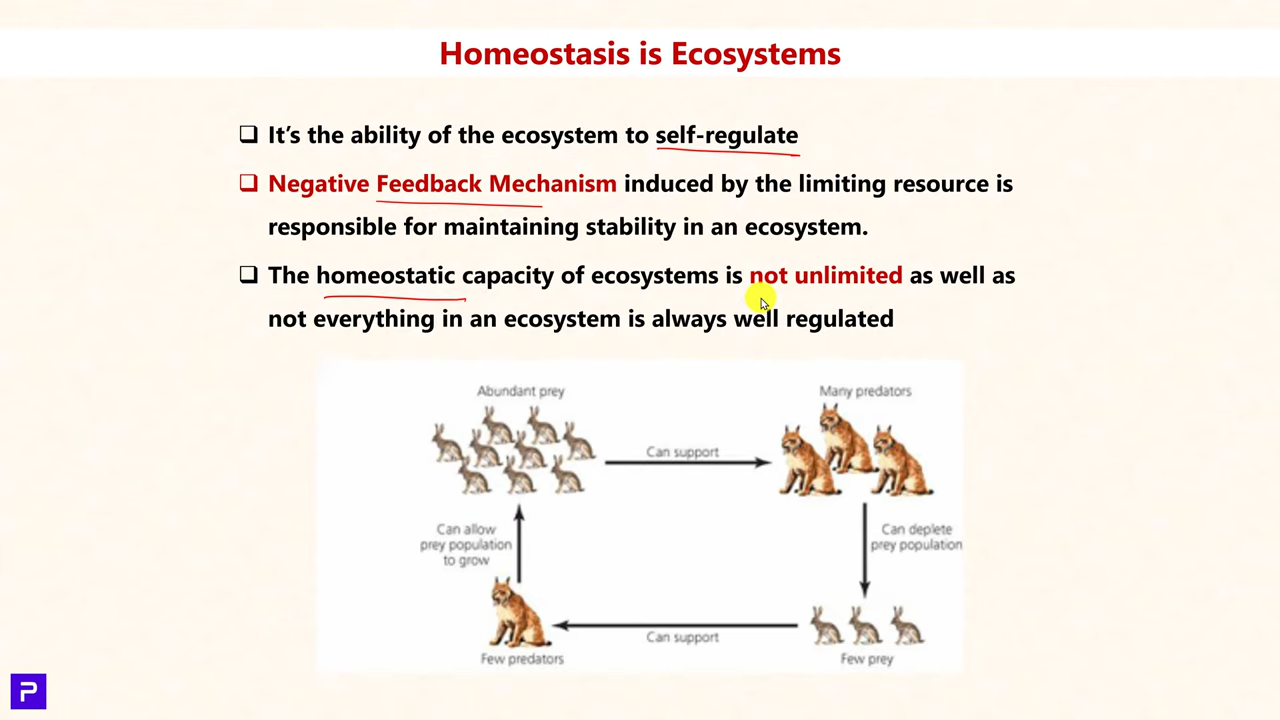 Homeostasis is Ecosystems
It’s the ability of the ecosystem to self-regulate
Negative Feedback Mechanism induced by the limiting resource is
responsible for maintaining stability in an ecosystem.
The homeostatic capacity of ecosystems is not unlimited as well as
not everything in an ecosystem is always well regulated
Abundant prey
Many predators
Can support
Can allow
prey population
to grow
Can deplete
prey population
Can support
Few predators
Few prey
P